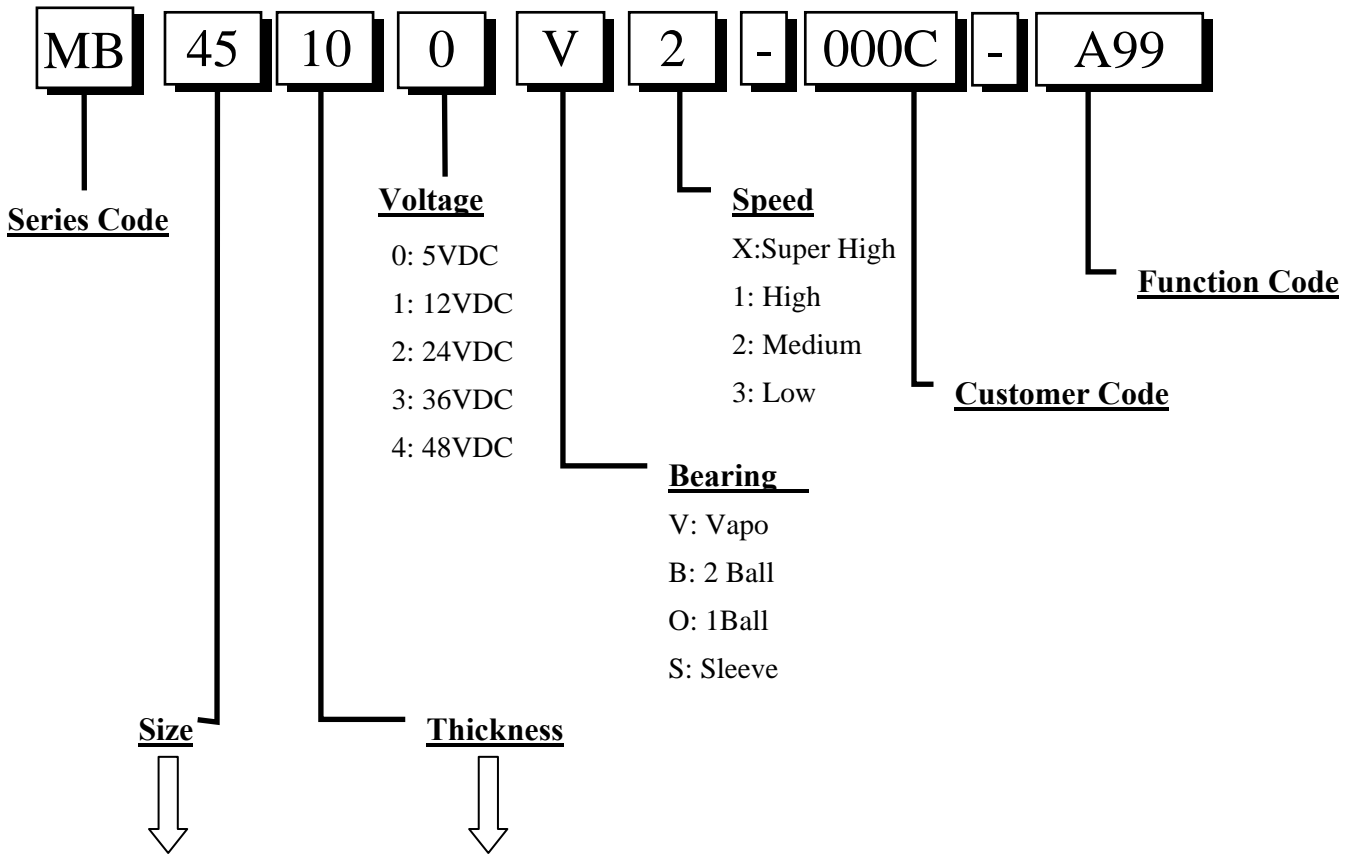 MB 45 10 0 V 2 - 000C - A99
Series Code
Voltage
0: 5VDC
1: 12VDC
2: 24VDC
3: 36VDC
4: 48VDC
Speed
X:Super High
1: High
2: Medium
3: Low
Function Code
Customer Code
Bearing
V: Vapo
B: 2 Ball
O: 1Ball
S: Sleeve
Size
Thickness